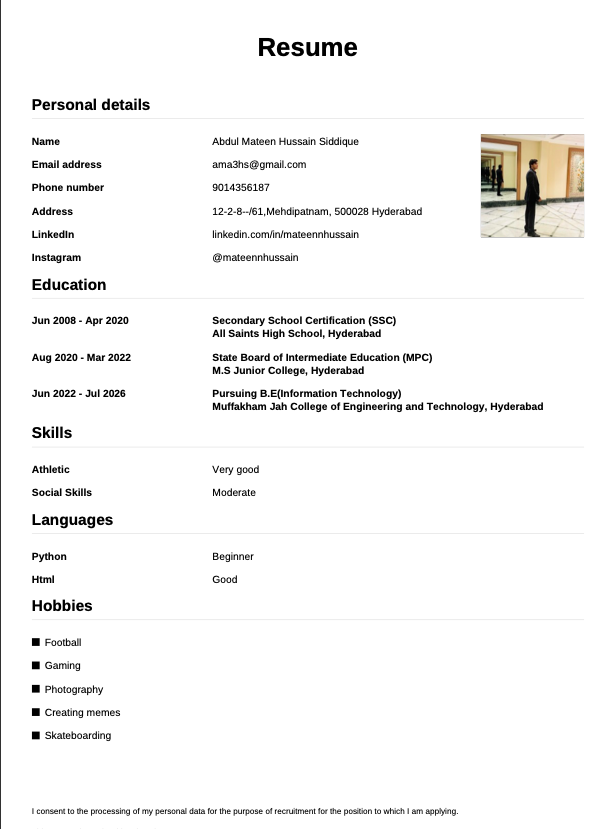 Resume
Personal details
Name Abdul Mateen Hussain Siddique
Email address ama3hs@gmail.com
Phone number 9014356187
Address 12-2-8--/61,Mehdipatnam, 500028 Hyderabad
LinkedIn linkedin.com/in/mateennhussain
Instagram @mateennhussain
Education
Jun 2008 - Apr 2020 Secondary School Certification (SSC)
All Saints High School, Hyderabad
Aug 2020 - Mar 2022 State Board of Intermediate Education (MPC)
M.S Junior College, Hyderabad
Jun 2022 - Jul 2026 Pursuing B.E(Information Technology)
Muffakham Jah College of Engineering and Technology, Hyderabad
Skills
Athletic Very good
Social Skills Moderate
Languages
Python Beginner
Html Good
Hobbies
Football
Gaming
Photography
Creating memes
Skateboarding
I consent to the processing of my personal data for the purpose of recruitment for the position to which I am applying.